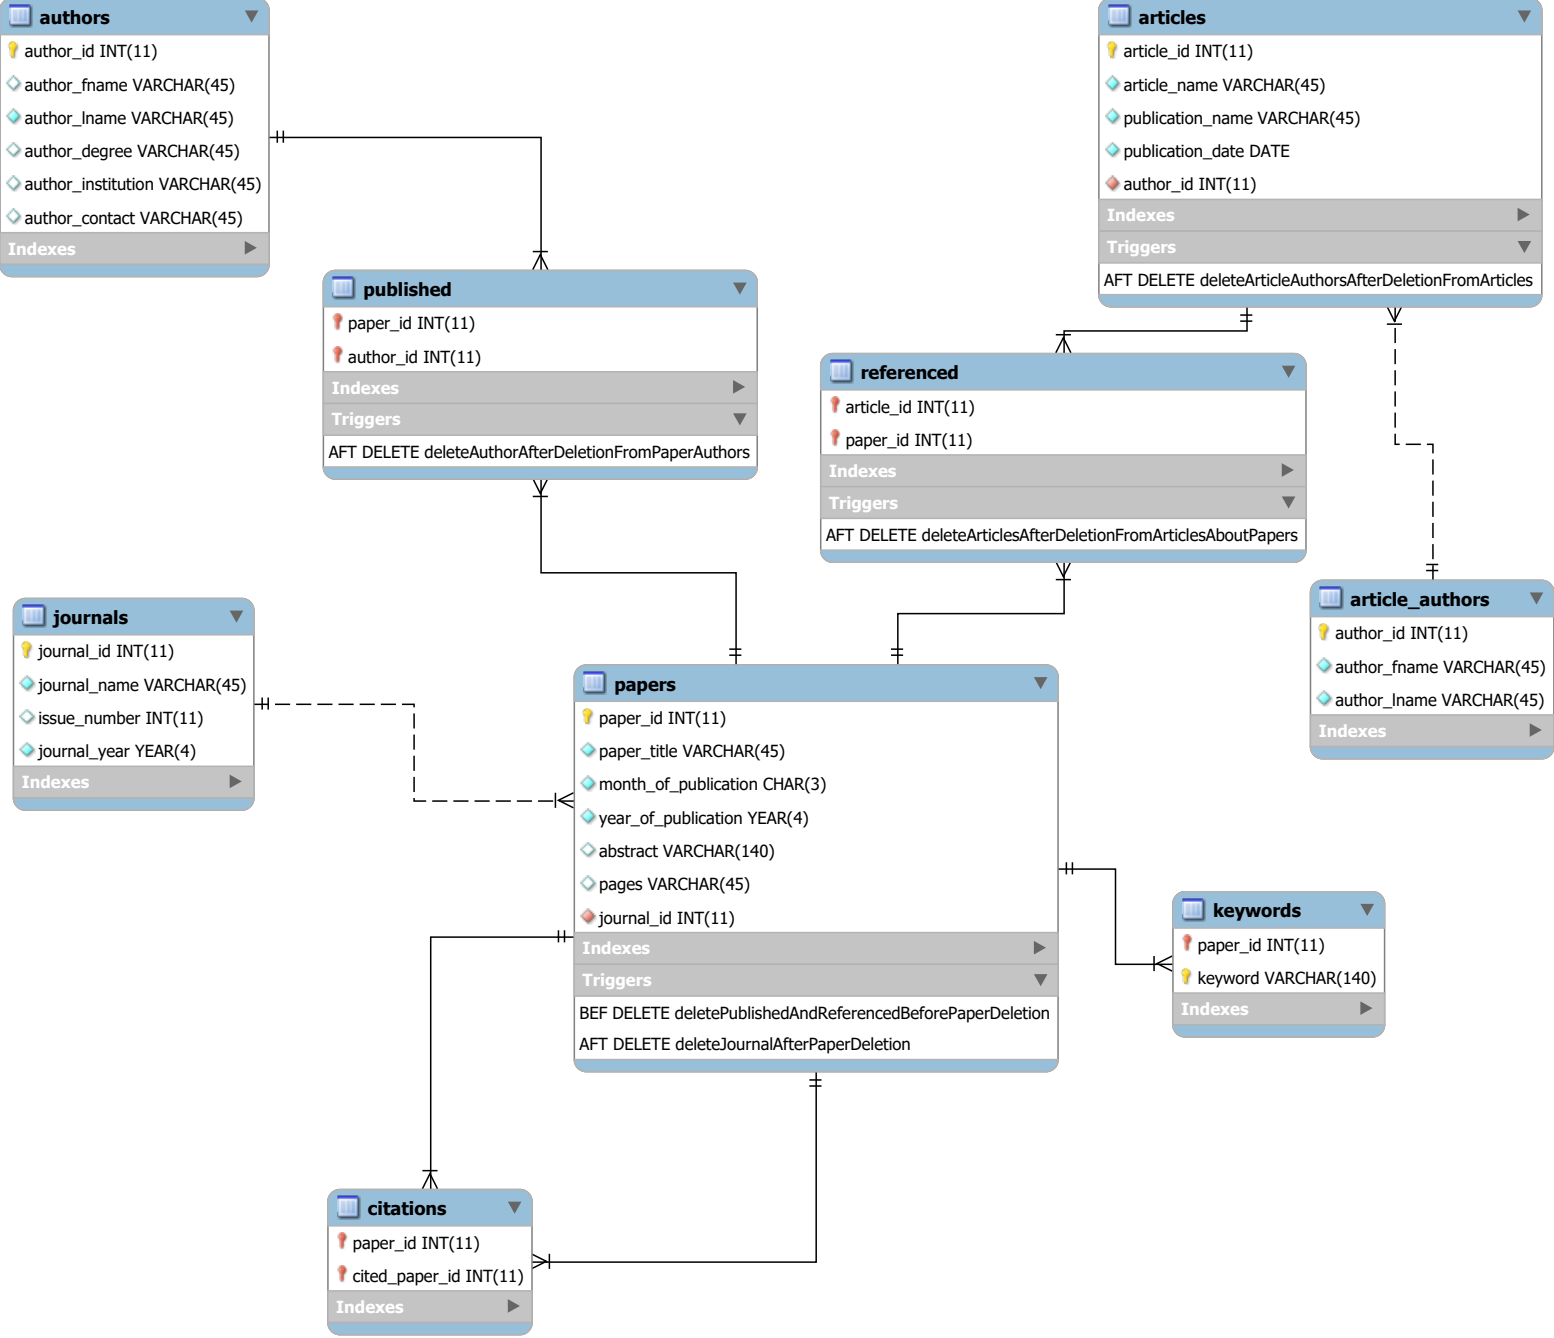 authors
author_id INT(11)
author_fname VARCHAR(45)
author_lname VARCHAR(45)
author_degree VARCHAR(45)
author_institution VARCHAR(45)
author_contact VARCHAR(45)
Indexes
articles
article_id INT(11)
article_name VARCHAR(45)
publication_name VARCHAR(45)
publication_date DATE
author_id INT(11)
Indexes
Triggers
AFT DELETE deleteArticleAuthorsAfterDeletionFromArticles
published
paper_id INT(11)
author_id INT(11)
Indexes
Triggers
AFT DELETE deleteAuthorAfterDeletionFromPaperAuthors
referenced
article_id INT(11)
paper_id INT(11)
Indexes
Triggers
AFT DELETE deleteArticlesAfterDeletionFromArticlesAboutPapers
journals
journal_id INT(11)
journal_name VARCHAR(45)
issue_number INT(11)
journal_year YEAR(4)
Indexes
article_authors
author_id INT(11)
author_fname VARCHAR(45)
author_lname VARCHAR(45)
Indexes
papers
paper_id INT(11)
paper_title VARCHAR(45)
month_of_publication CHAR(3)
year_of_publication YEAR(4)
abstract VARCHAR(140)
pages VARCHAR(45)
journal_id INT(11)
Indexes
Triggers
BEF DELETE deletePublishedAndReferencedBeforePaperDeletion
AFT DELETE deleteJournalAfterPaperDeletion
keywords
paper_id INT(11)
keyword VARCHAR(140)
Indexes
citations
paper_id INT(11)
cited_paper_id INT(11)
Indexes